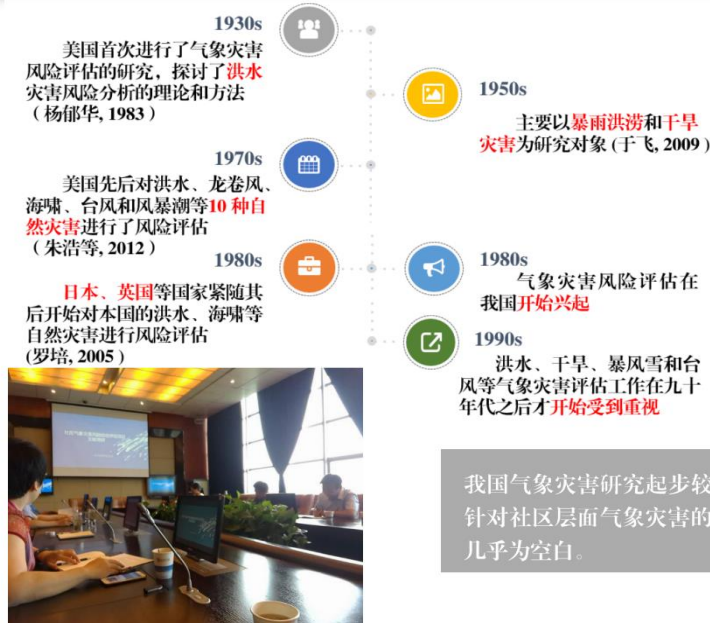 1930s
美国首次进行了气象灾害
风险评估的研究，探讨了洪水
灾害风险分析的理论和方法
（杨郁华, 1983）
1950s
主要以暴雨洪涝和干旱
灾害为研究对象 (于飞, 2009 )
1970s
美国先后对洪水、龙卷风、
海啸、台风和风暴潮等10 种自
然灾害进行了风险评估
（朱浩等, 2012）
1980s
日本、英国等国家紧随其
后开始对本国的洪水、海啸等
自然灾害进行风险评估
(罗培, 2005 )
1980s
气象灾害风险评估在
我国开始兴起
1990s
洪水、干旱、暴风雪和台
风等气象灾害评估工作在九十
年代之后才开始受到重视
我国气象灾害研究起步较
针对社区层面气象灾害的
几乎为空白。